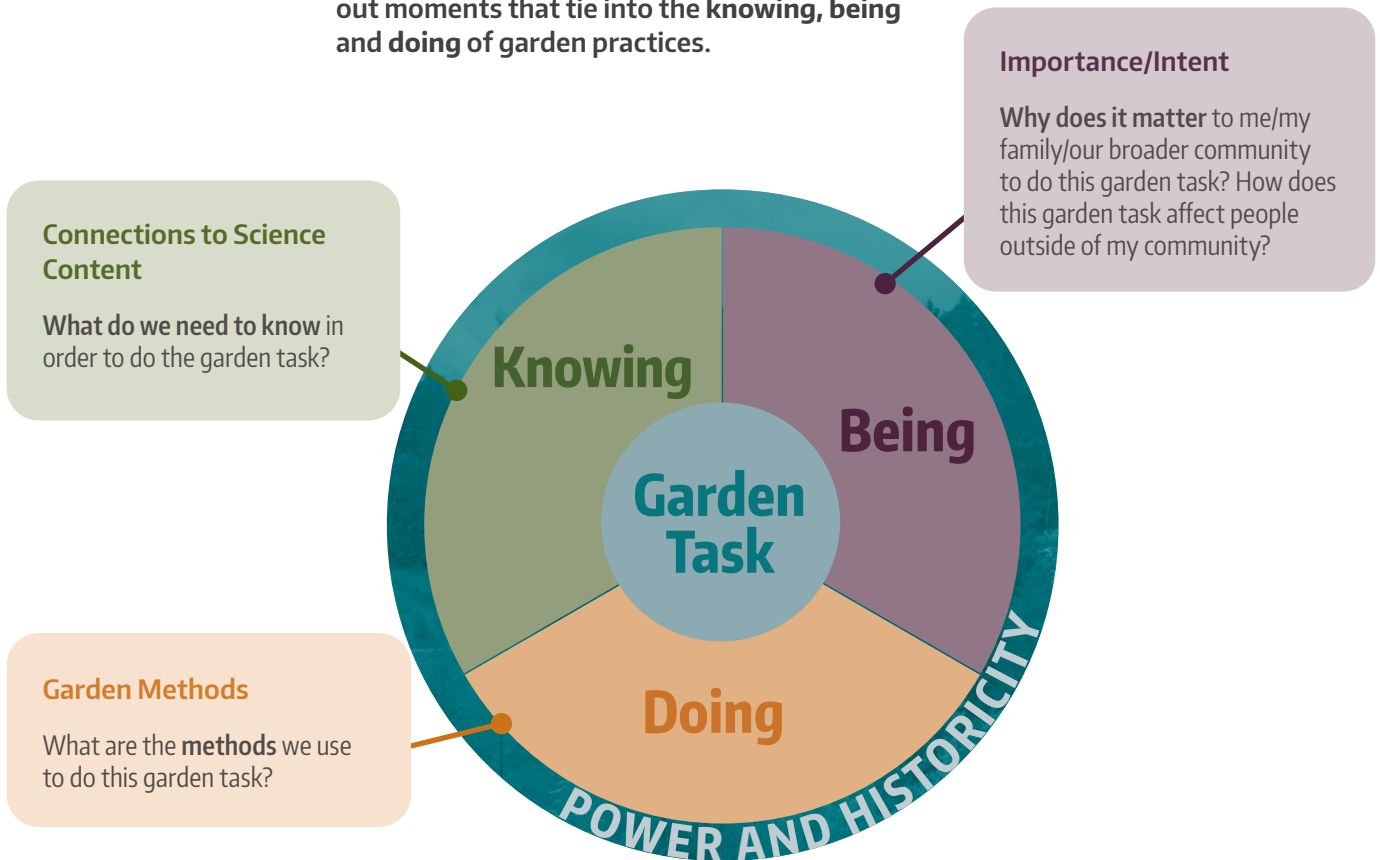 out moments that tie into the knowing, being
and doing of garden practices.
Importance/Intent
Why does it matter to me/my
family/our broader community
to do this garden task? How does
this garden task affect people
outside of my community?
Connections to Science
Content
What do we need to know in
order to do the garden task?
Knowing
Being
Garden
Task
Garden Methods
What are the methods we use
to do this garden task?
Doing
POWER AND HISTORICITY